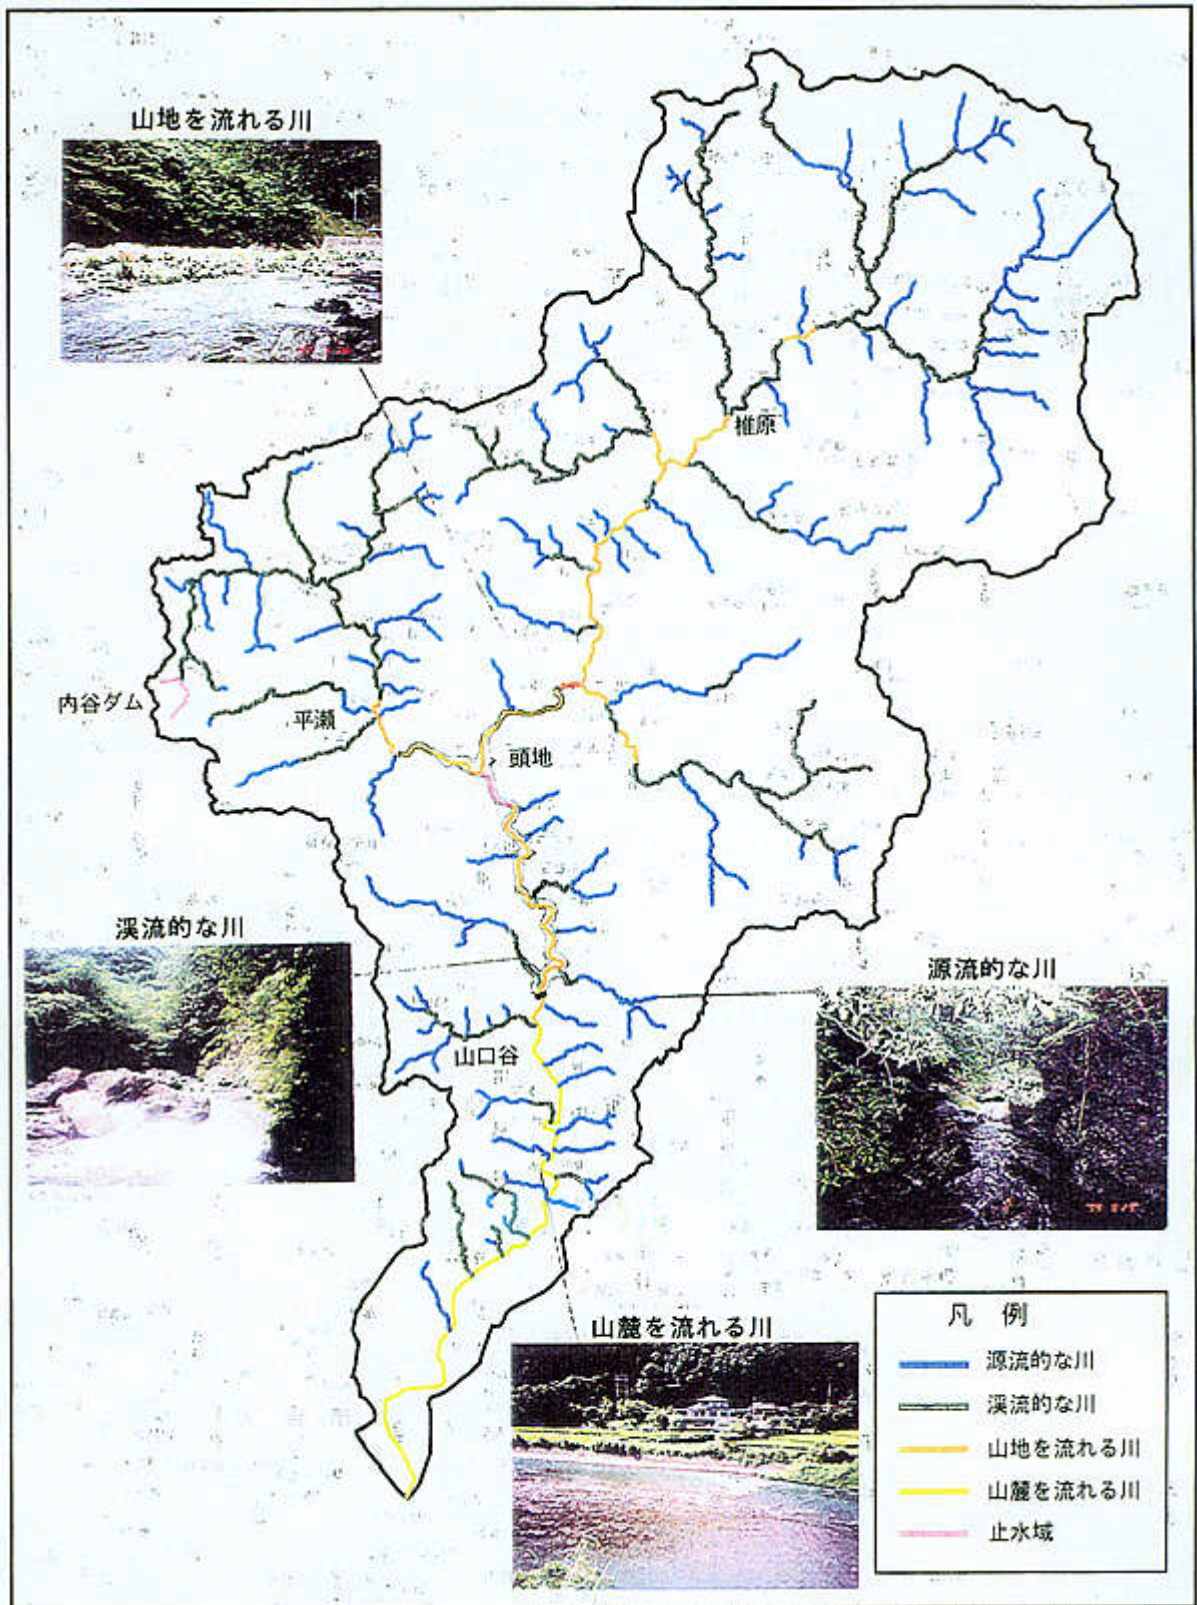 山地を流れる川
椎原
内谷ダム
平瀬
頭地
渓流的な川
源流的な川
山口谷
山麓を流れる川
凡 例
源流的な川
渓流的な川
山地を流れる川
山麓を流れる川
止水域